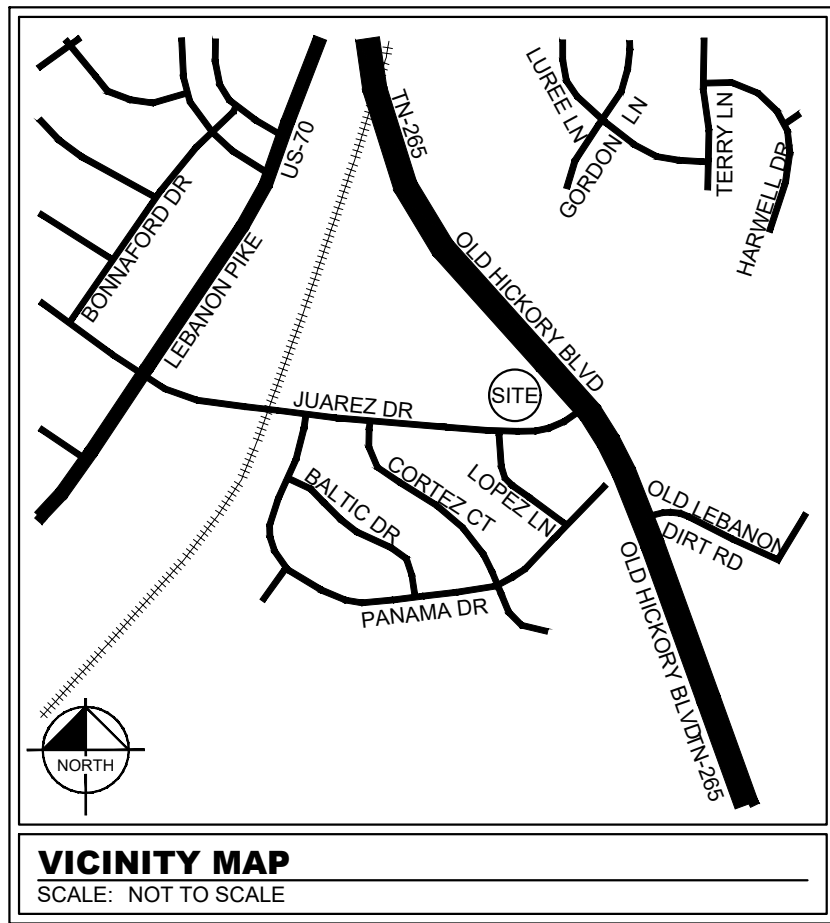 LUREE LN
GORDON LN
TERRY LN
HARWELL DR
TN-265
US-70
BONNAFORD DR
LEBANON PIKE
OLD HICKORY BLVD
SITE
JUAREZ DR
BALTIC DR
CORTEZ CT
LOPEZ LN
OLD LEBANON
DIRT RD
PANAMA DR
OLD HICKORY BLVD
TN-265
NORTH
VICINITY MAP
SCALE: NOT TO SCALE